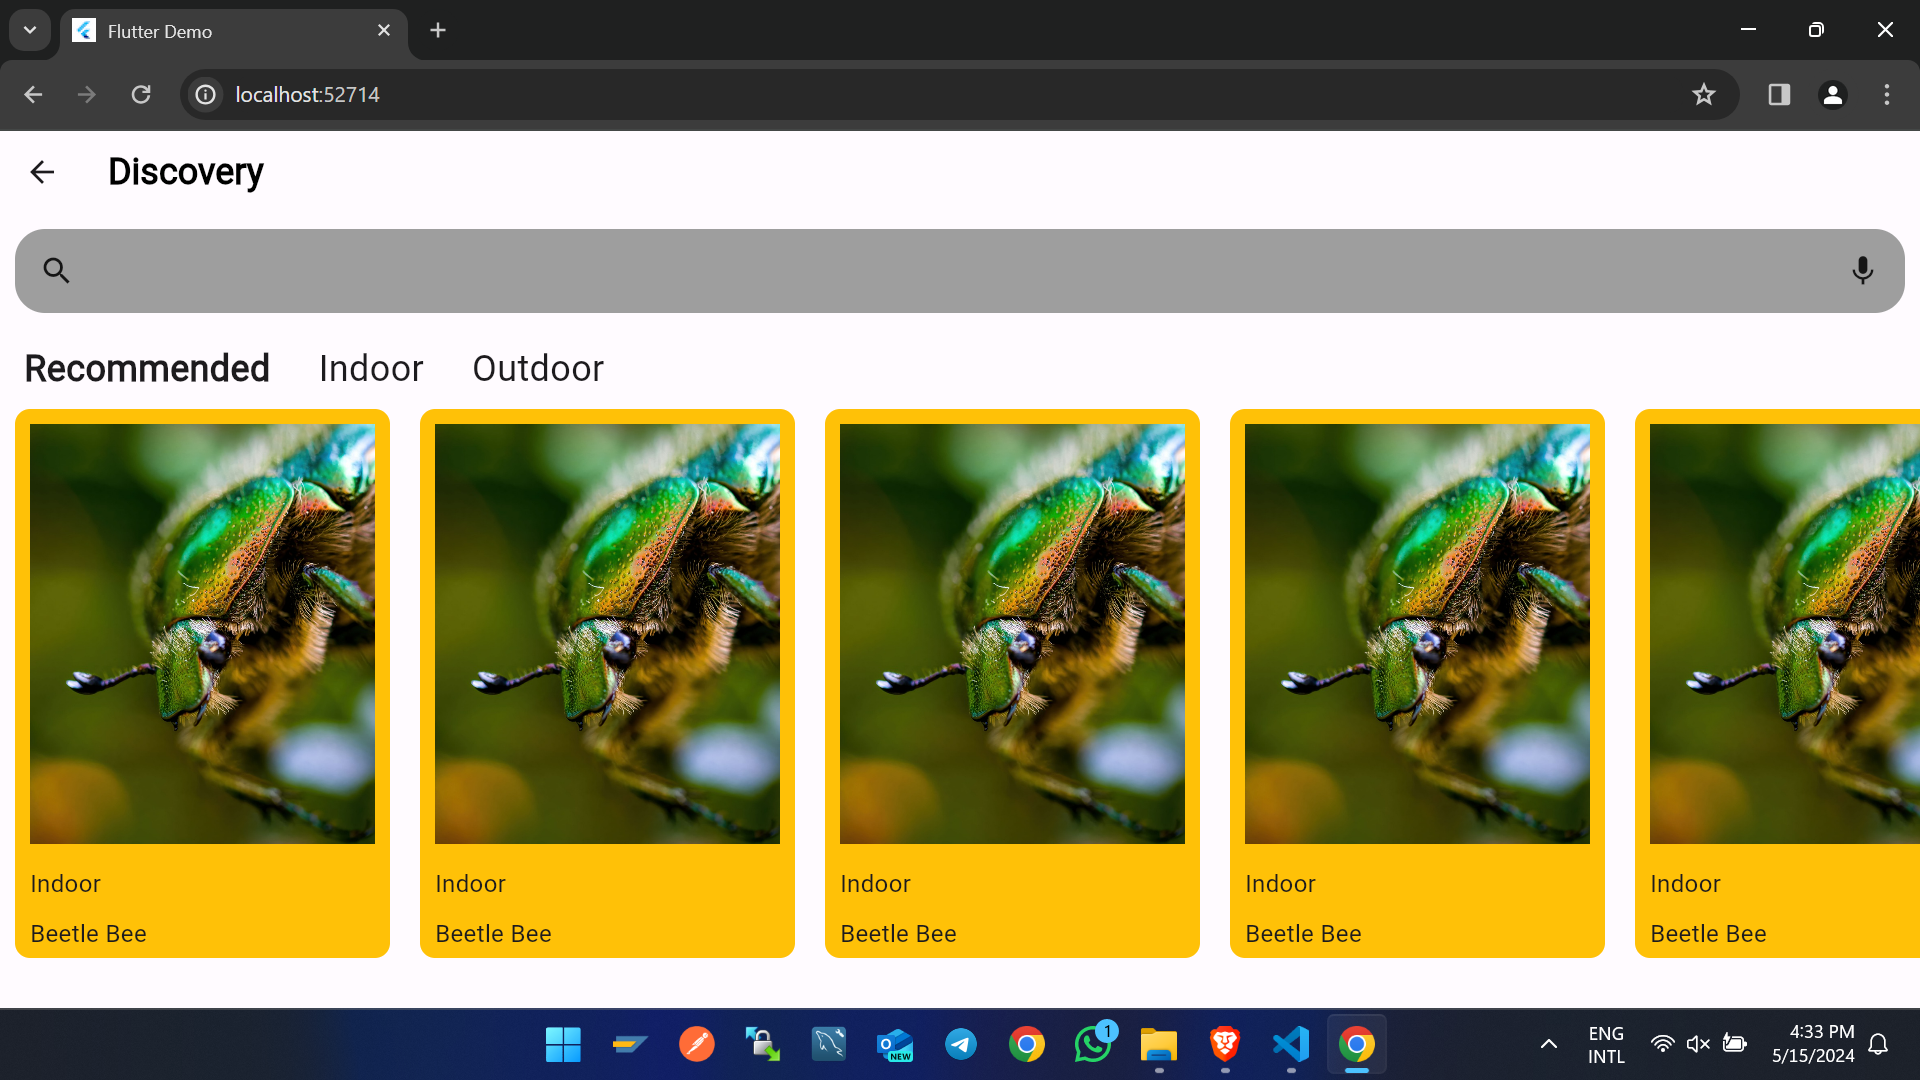 Flutter Demo
localhost:52714
Discovery
Recommended Indoor Outdoor
Indoor Indoor Indoor Indoor Indoor
Beetle Bee Beetle Bee Beetle Bee Beetle Bee Beetle Bee
O NEW
1
ENG
INTL
4:33 PM
5/15/2024